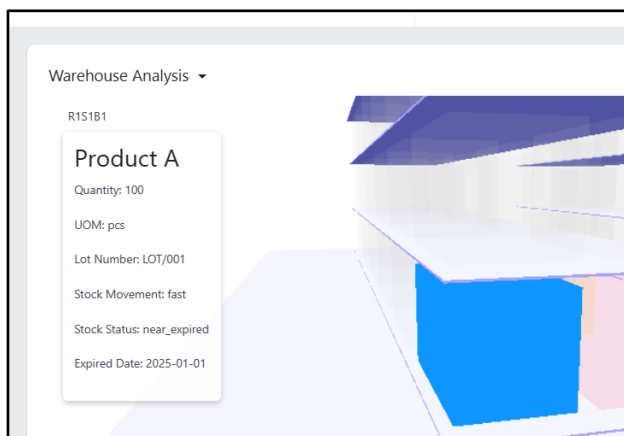 Warehouse Analysis
R1S1B1
Product A
Quantity: 100
UOM: pcs
Lot Number: LOT/001
Stock Movement: fast
Stock Status: near_expired
Expired Date: 2025-01-01